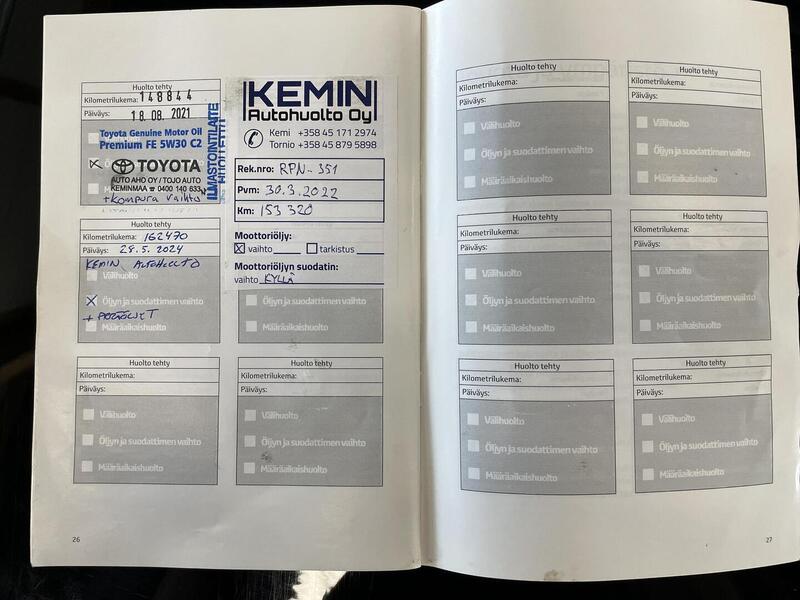 Huolto tehty
Kilometrilukema: 148844
Päiväys: 18.08.2021
Toyota Genuine Motor Oil
Premium FE 5W30 C2
ILMASTOINTILAITE
TOYOTA
AUTO AHO OY / TOJO AUTO
KEMINMAA ☎ 0400 140 633
+kompura vaihto
KEMIN
Autohuolto Oy
Kemi +358 45 171 2974
Tornio +358 45 879 5898
Rek.nro: RPN-351
Pvm: 30.3.2022
Km: 153 320
Moottoriöljy:
☒ vaihto ☐ tarkistus
Moottoriöljyn suodatin:
vaihto KYLLÄ
Huolto tehty
Kilometrilukema: 162470
Päiväys: 28.5.2024
KEMIN AUTOHUOLTO
Välihuolto
☒ Öljyn ja suodattimen vaihto
Määräaikaishuolto
Öljyn ja suodattimen vaihto
Määräaikaishuolto
Huolto tehty
Kilometrilukema:
Päiväys:
Välihuolto
Öljyn ja suodattimen vaihto
Määräaikaishuolto
Huolto tehty
Kilometrilukema:
Päiväys:
Välihuolto
Öljyn ja suodattimen vaihto
Määräaikaishuolto
26
Huolto tehty
Kilometrilukema:
Päiväys:
Välihuolto
Öljyn ja suodattimen vaihto
Määräaikaishuolto
Huolto tehty
Kilometrilukema:
Päiväys:
Välihuolto
Öljyn ja suodattimen vaihto
Määräaikaishuolto
Huolto tehty
Kilometrilukema:
Päiväys:
Välihuolto
Öljyn ja suodattimen vaihto
Määräaikaishuolto
Huolto tehty
Kilometrilukema:
Päiväys:
Välihuolto
Öljyn ja suodattimen vaihto
Määräaikaishuolto
Huolto tehty
Kilometrilukema:
Päiväys:
Välihuolto
Öljyn ja suodattimen vaihto
Määräaikaishuolto
Huolto tehty
Kilometrilukema:
Päiväys:
Välihuolto
Öljyn ja suodattimen vaihto
Määräaikaishuolto
27